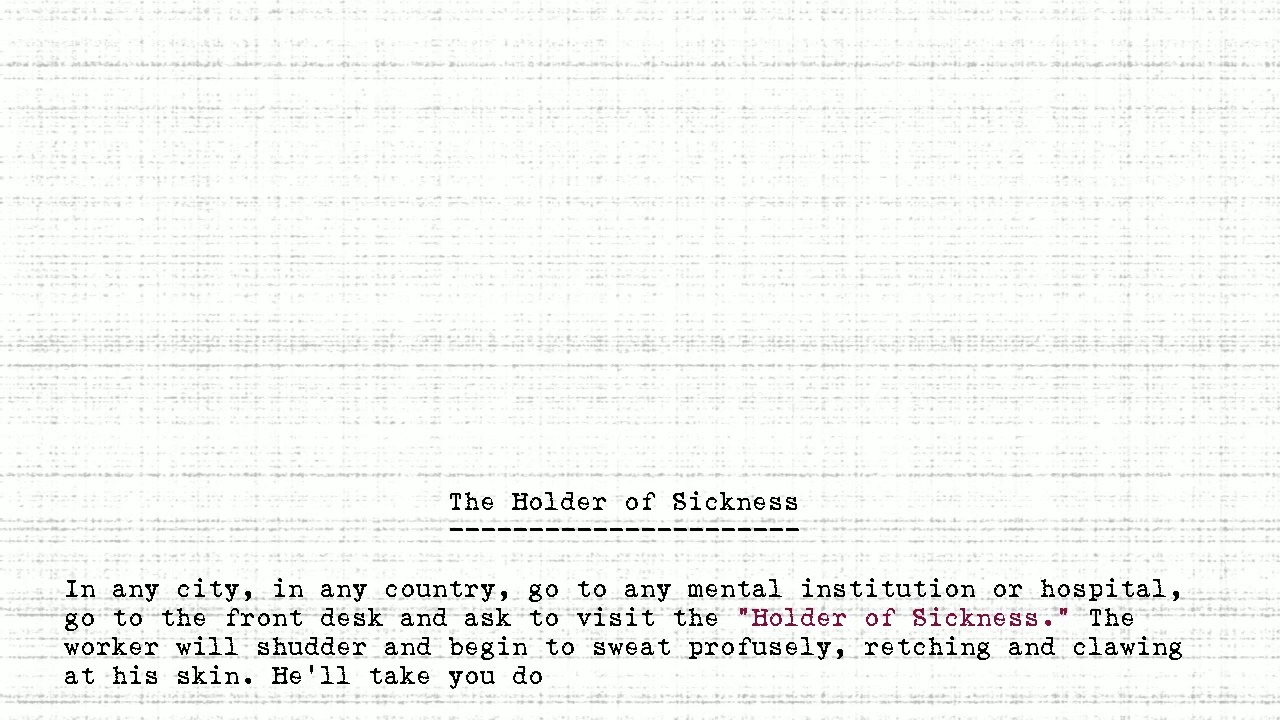 The Holder of Sickness
----------------------
In any city, in any country, go to any mental institution or hospital,
go to the front desk and ask to visit the "Holder of Sickness." The
worker will shudder and begin to sweat profusely, retching and clawing
at his skin. He'll take you do